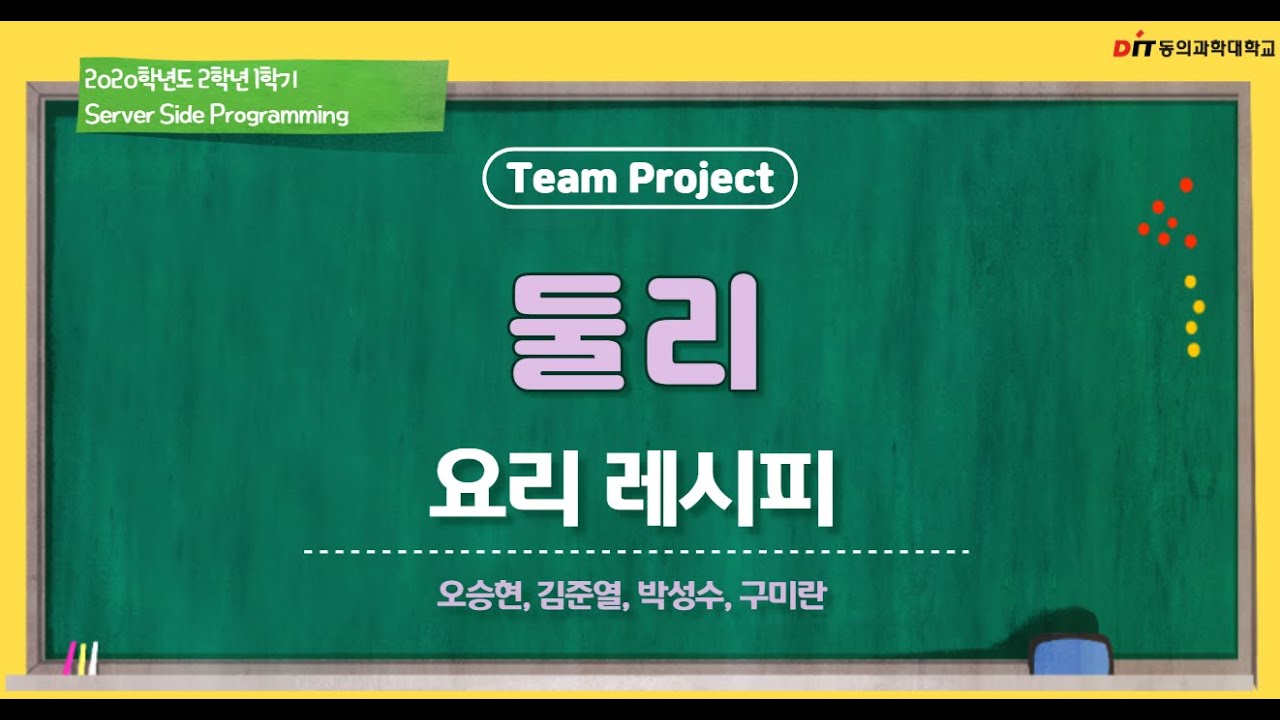 DIT 동의과학대학교
2020학년도 2학년 1학기
Server Side Programming
Team Project
둘리
요리 레시피
오승현, 김준열, 박성수, 구미란